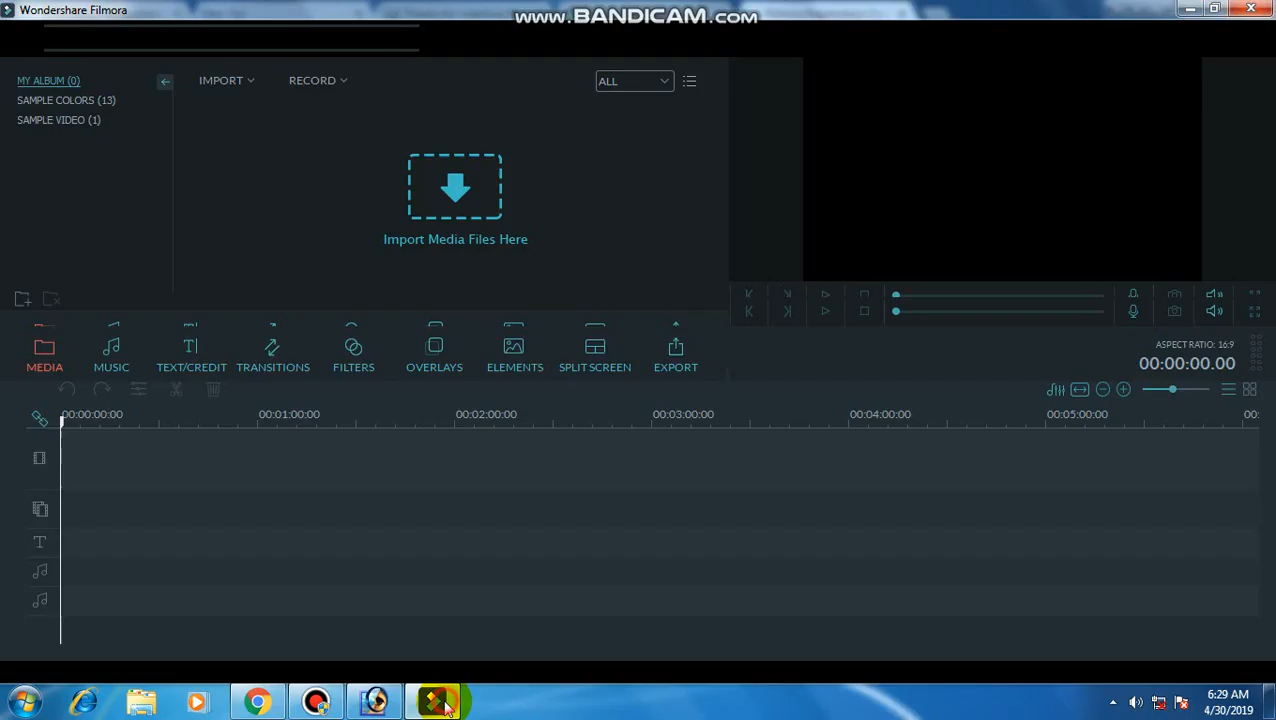 Wondershare Filmora
www.BANDICAM.com
MY ALBUM (0)
IMPORT
RECORD
ALL
SAMPLE COLORS (13)
SAMPLE VIDEO (1)
Import Media Files Here
MEDIA
MUSIC
TEXT/CREDIT
TRANSITIONS
FILTERS
OVERLAYS
ELEMENTS
SPLIT SCREEN
EXPORT
ASPECT RATIO: 16:9
00:00:00.00
00:00:00:00
00:01:00:00
00:02:00:00
00:03:00:00
00:04:00:00
00:05:00:00
00:
T
6:29 AM
4/30/2019